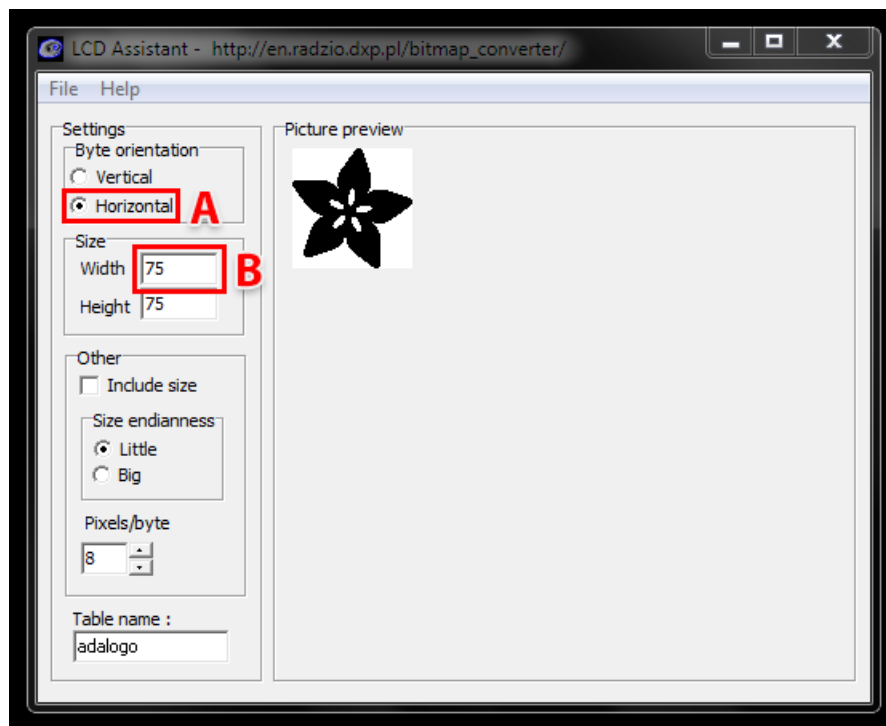 LCD Assistant - http://en.radzio.dxp.pl/bitmap_converter/
File Help
Settings
Byte orientation
Vertical
Horizontal
A
Size
Width 75
B
Height 75
Other
Include size
Size endianness
Little
Big
Pixels/byte
8
Table name :
adalogo
Picture preview